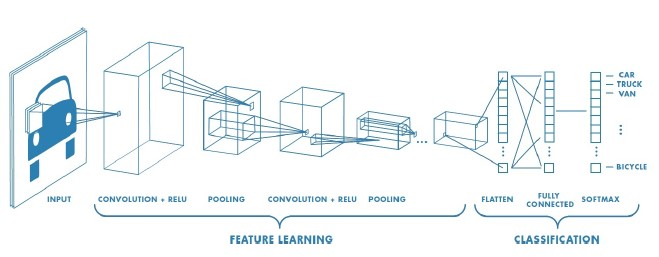 CAR
TRUCK
VAN
BICYCLE
INPUT
CONVOLUTION + RELU
POOLING
CONVOLUTION + RELU
POOLING
FLATTEN
FULLY
CONNECTED
SOFTMAX
FEATURE LEARNING
CLASSIFICATION